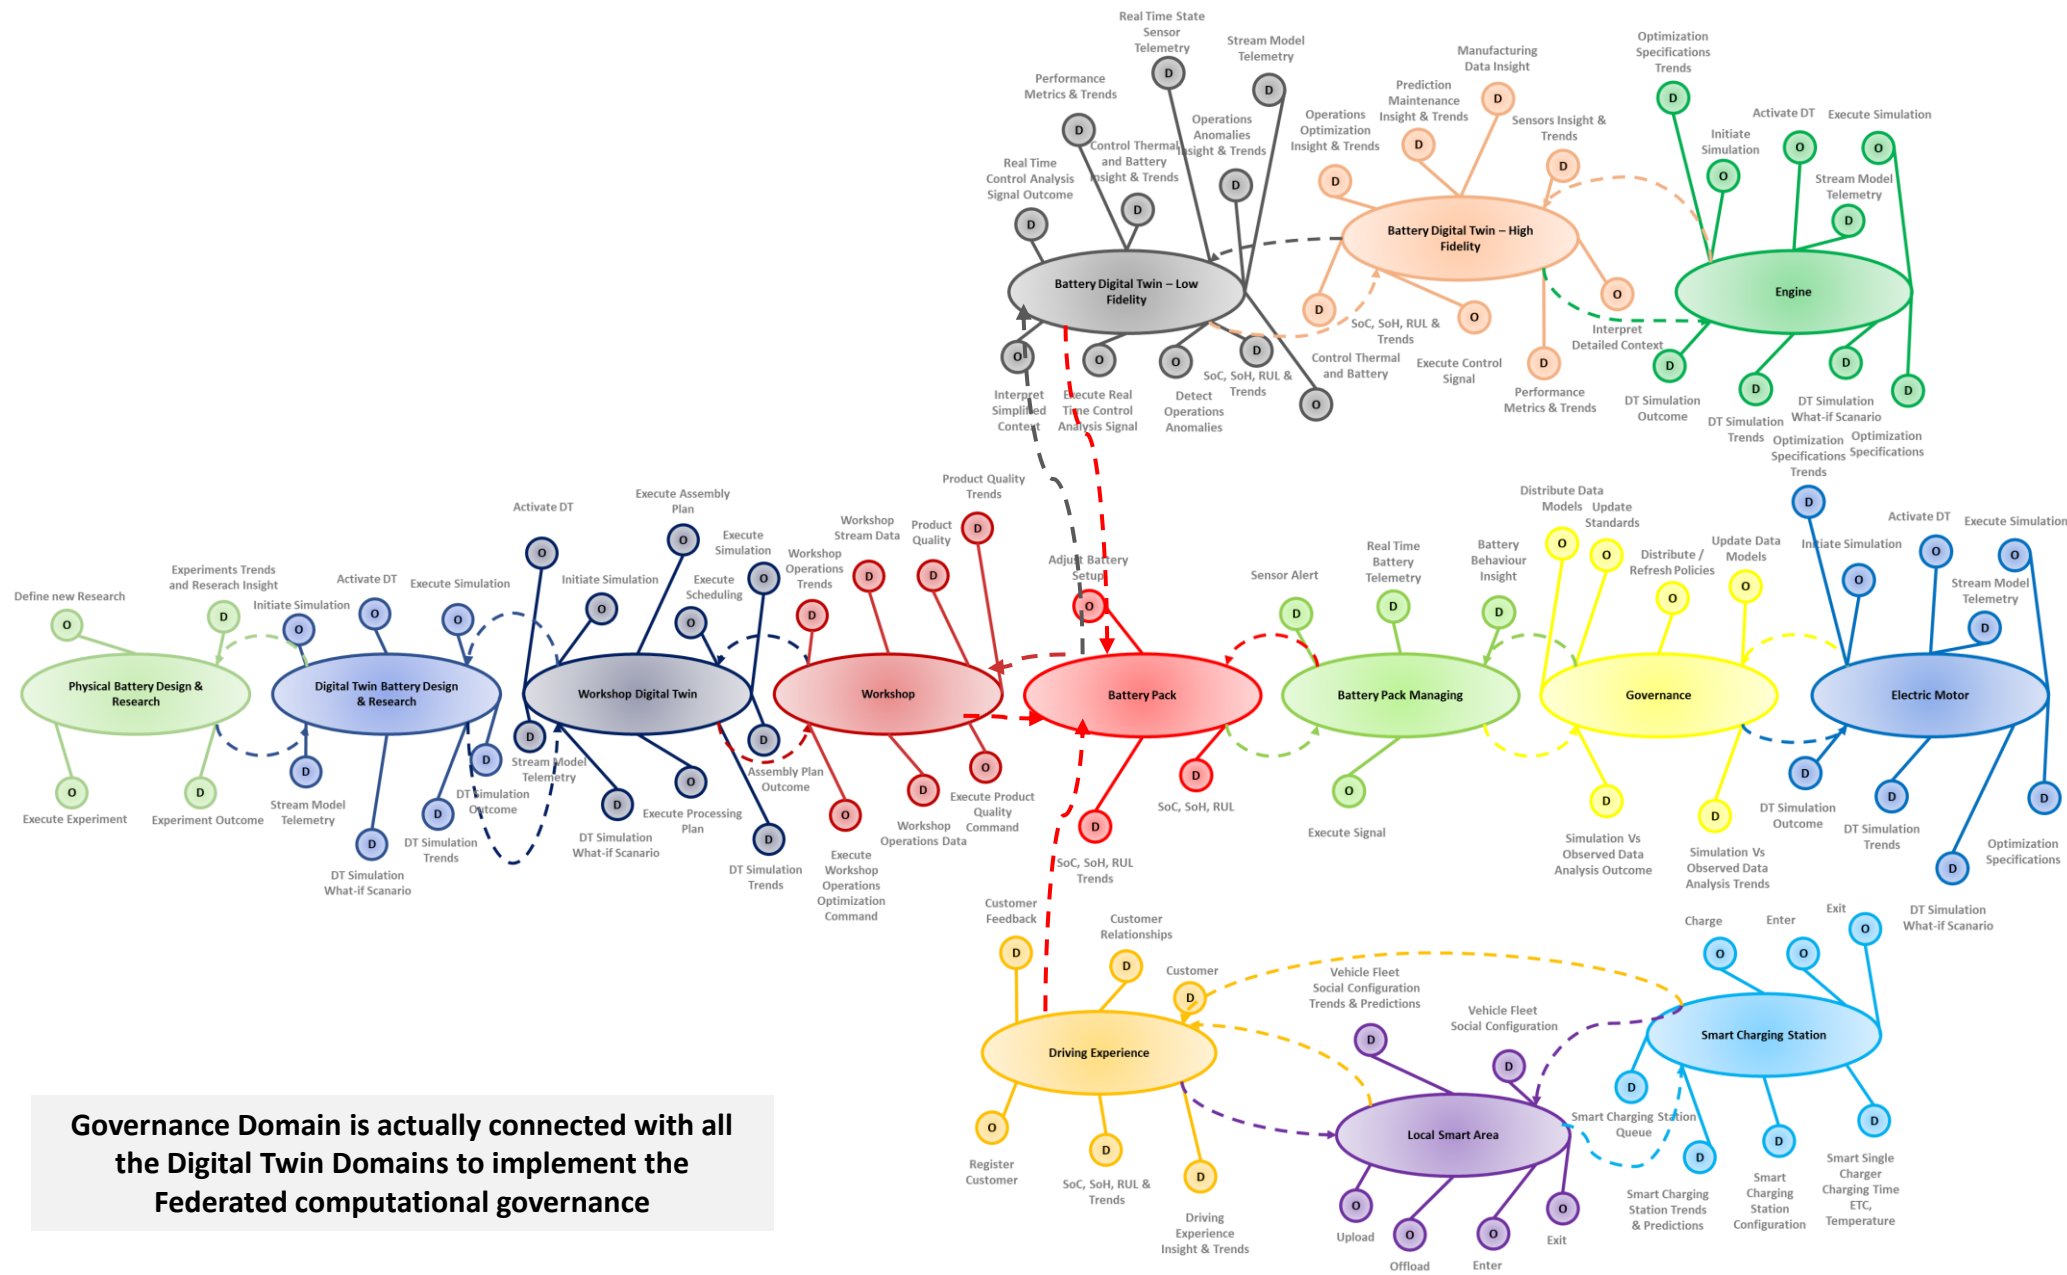 Real Time State
Sensor
Telemetry
Stream Model
Telemetry
Performance
Metrics & Trends
Operations
Anomalies
Insight & Trends
Control Thermal
and Battery
Insight & Trends
Real Time
Control Analysis
Signal Outcome
D
D
D
D
D
D
Battery Digital Twin – Low
Fidelity
O
O
O
D
O
Interpret
Simplified
Context
Execute Real
Time Control
Analysis Signal
Detect
Operations
Anomalies
SoC, SoH, RUL &
Trends
Control Thermal
and Battery
Manufacturing
Data Insight
Prediction
Maintenance
Insight & Trends
Operations
Optimization
Insight & Trends
Sensors Insight &
Trends
D
D
D
D
Battery Digital Twin – High
Fidelity
D
O
D
O
SoC, SoH, RUL &
Trends
Execute Control
Signal
Performance
Metrics & Trends
Interpret
Detailed Context
Optimization
Specifications
Trends
Initiate
Simulation
Activate DT
Execute Simulation
Stream Model
Telemetry
D
O
O
O
D
Engine
D
D
D
D
DT Simulation
Outcome
DT Simulation
Trends
DT Simulation
What-if Scanario
Optimization
Specifications
Define new Research
Experiments Trends
and Reserach Insight
O
D
Physical Battery Design &
Research
O
D
Execute Experiment
Experiment Outcome
Initiate Simulation
Activate DT
Execute Simulation
O
O
O
Digital Twin Battery Design
& Research
D
D
D
D
Stream Model
Telemetry
DT Simulation
What-if Scanario
DT Simulation
Trends
DT Simulation
Outcome
Activate DT
Initiate Simulation
Execute Assembly
Plan
Execute
Scheduling
Execute
Simulation
O
O
O
O
O
Workshop Digital Twin
D
D
O
D
D
Stream Model
Telemetry
DT Simulation
What-if Scanario
Execute Processing
Plan
DT Simulation
Trends
Assembly Plan
Outcome
Workshop
Operations
Trends
Workshop
Stream Data
Product
Quality
Product Quality
Trends
D
D
D
D
Workshop
O
D
O
Execute
Workshop
Operations
Optimization
Command
Workshop
Operations Data
Execute Product
Quality
Command
Adjust Battery
Setup
O
Battery Pack
D
D
SoC, SoH, RUL
Trends
SoC, SoH, RUL
Sensor Alert
Real Time
Battery
Telemetry
Battery
Behaviour
Insight
D
D
D
Battery Pack Managing
O
Execute Signal
Distribute Data
Models
Update
Standards
Distribute /
Refresh Policies
Update Data
Models
O
O
O
O
Governance
D
D
Simulation Vs
Observed Data
Analysis Outcome
Simulation Vs
Observed Data
Analysis Trends
Optimization
Specifications
Trends
Initiate Simulation
Activate DT
Execute Simulation
Stream Model
Telemetry
D
O
O
O
D
Electric Motor
D
D
D
D
DT Simulation
Outcome
DT Simulation
Trends
DT Simulation
What-if Scanario
Optimization
Specifications
Customer
Feedback
Customer
Relationships
Customer
D
D
D
Driving Experience
O
D
D
Register
Customer
SoC, SoH, RUL &
Trends
Driving
Experience
Insight & Trends
Vehicle Fleet
Social Configuration
Trends & Predictions
Vehicle Fleet
Social Configuration
D
D
Local Smart Area
O
O
O
O
Upload
Offload
Enter
Exit
Charge
Enter
Exit
O
O
O
Smart Charging Station
D
D
D
D
Smart Charging Station
Queue
Smart Charging
Station Trends
& Predictions
Smart
Charging
Station
Configuration
Smart Single
Charger
Charging Time
ETC,
Temperature
Governance Domain is actually connected with all
the Digital Twin Domains to implement the
Federated computational governance